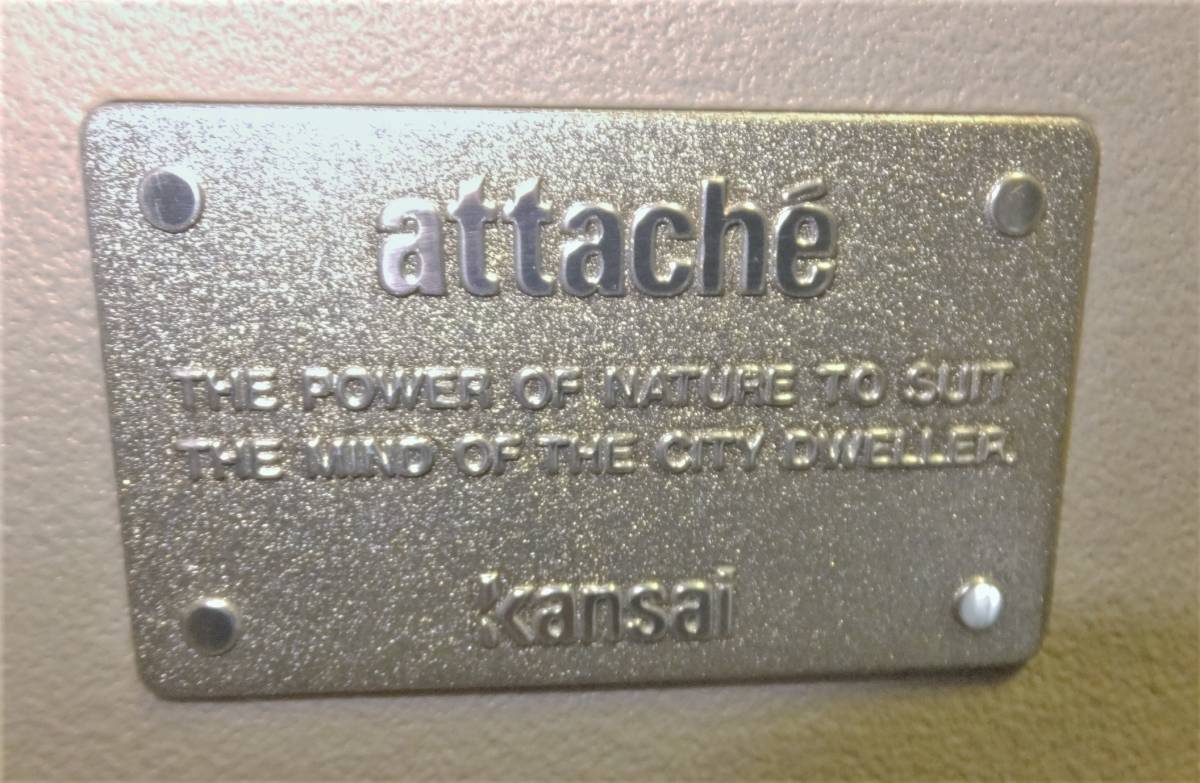 attaché
THE POWER OF NATURE TO SUIT
THE MIND OF THE CITY DWELLER.
kansai